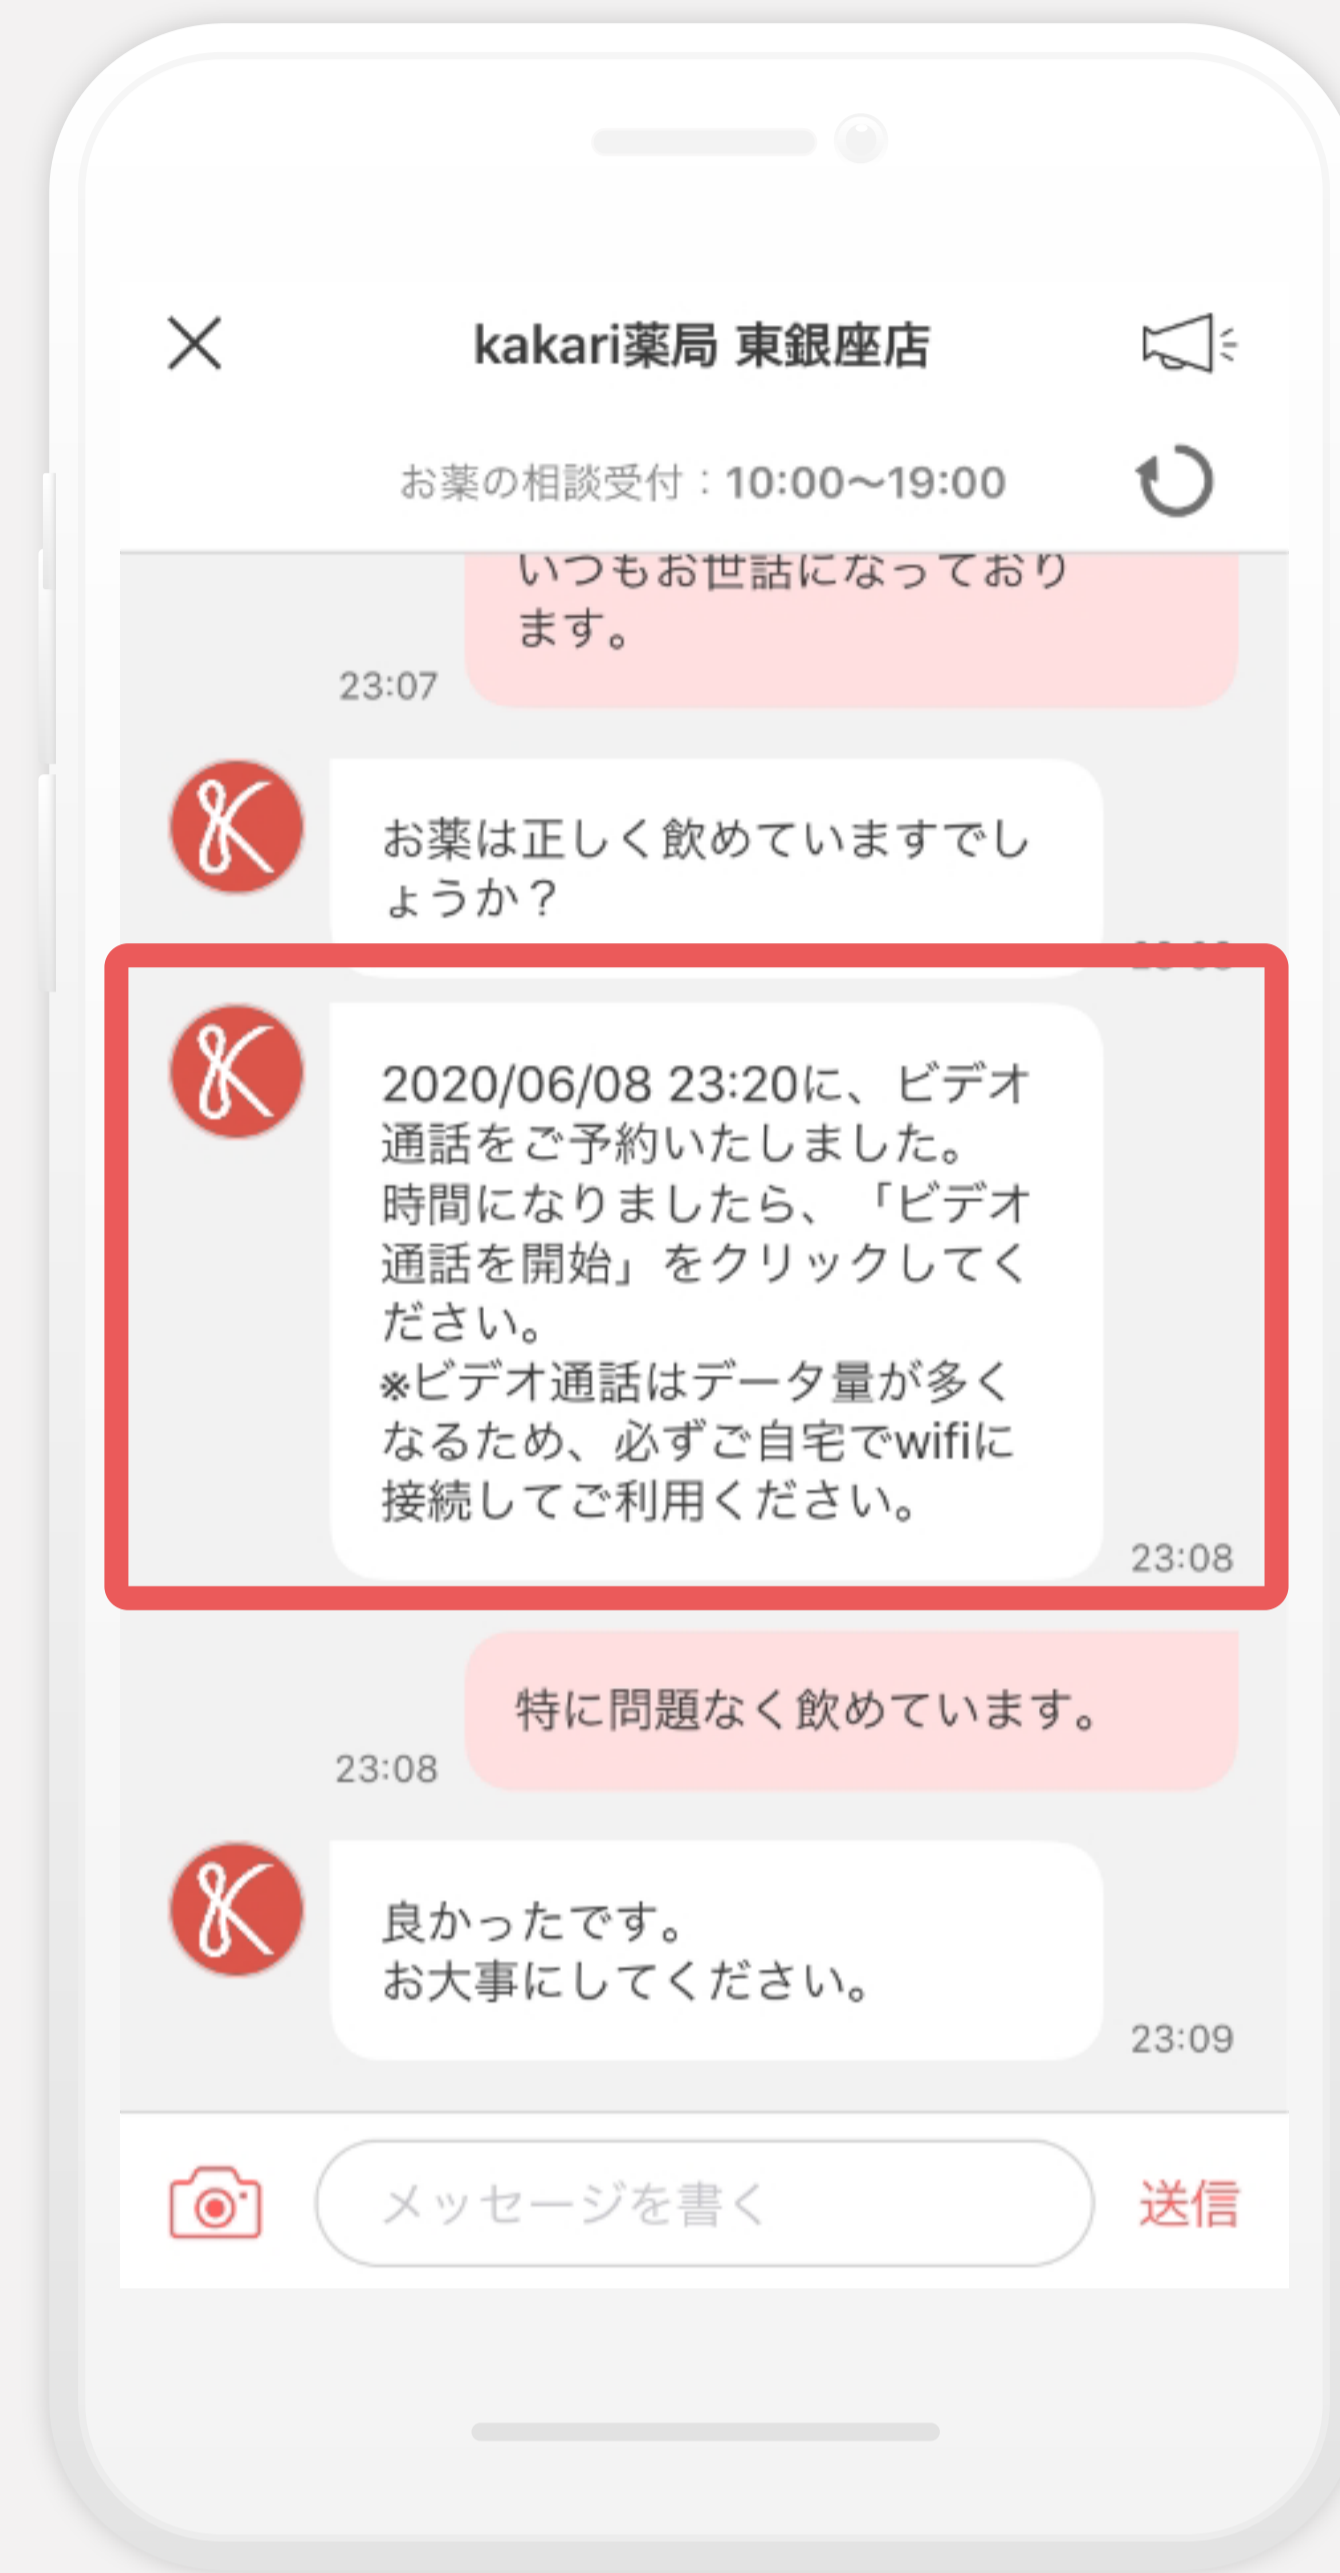 kakari薬局 東銀座店
お薬の相談受付：10:00〜19:00
いつもお世話になっており
ます。
23:07
お薬は正しく飲めていますでし
ょうか？
2020/06/08 23:20に、ビデオ
通話をご予約いたしました。
時間になりましたら、「ビデオ
通話を開始」をクリックしてく
ださい。
※ビデオ通話はデータ量が多く
なるため、必ずご自宅でwifiに
接続してご利用ください。
23:08
特に問題なく飲めています。
23:08
良かったです。
お大事にしてください。
23:09
メッセージを書く
送信